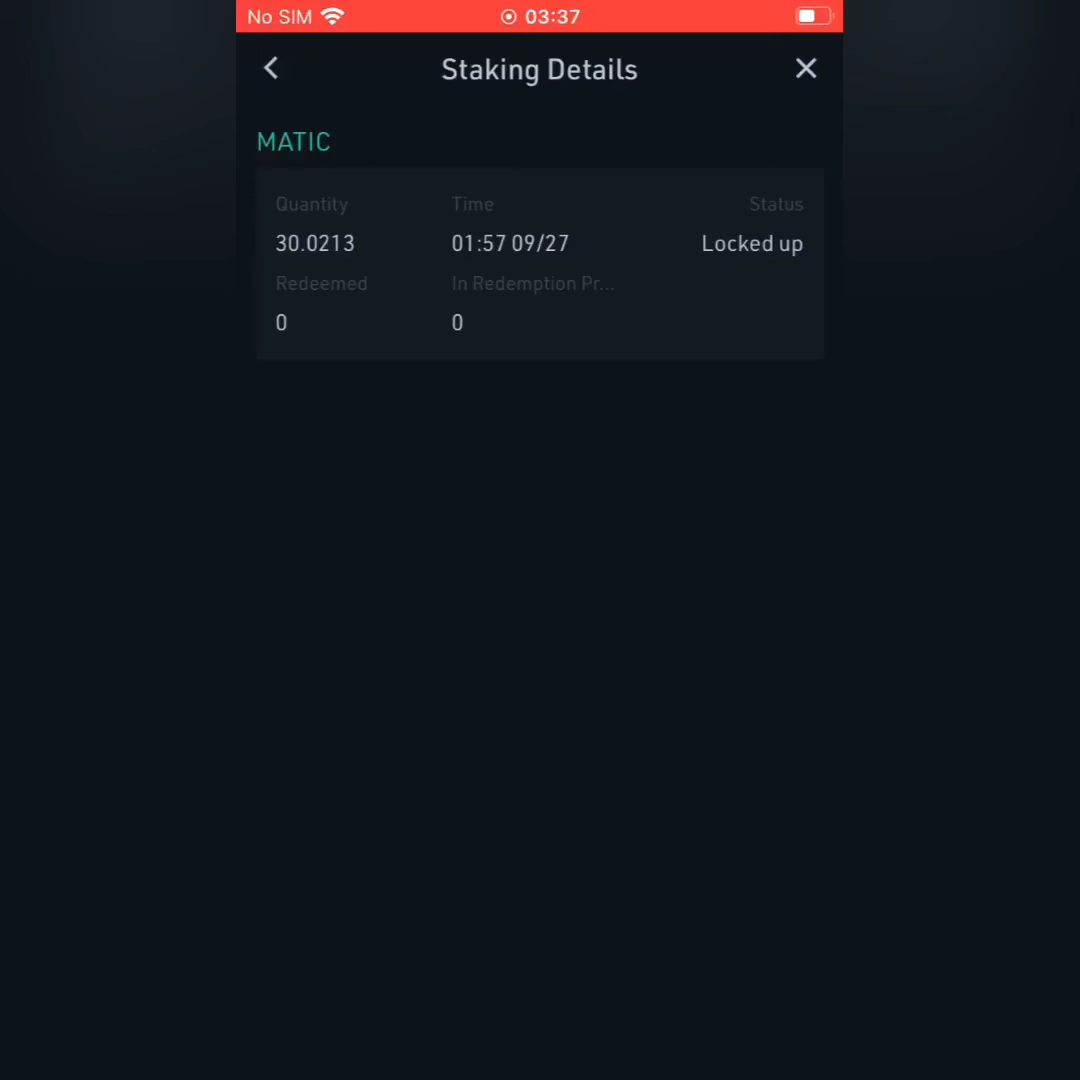 No SIM 03:37
Staking Details
MATIC
Quantity Time Status
30.0213 01:57 09/27 Locked up
Redeemed In Redemption Pr...
0 0